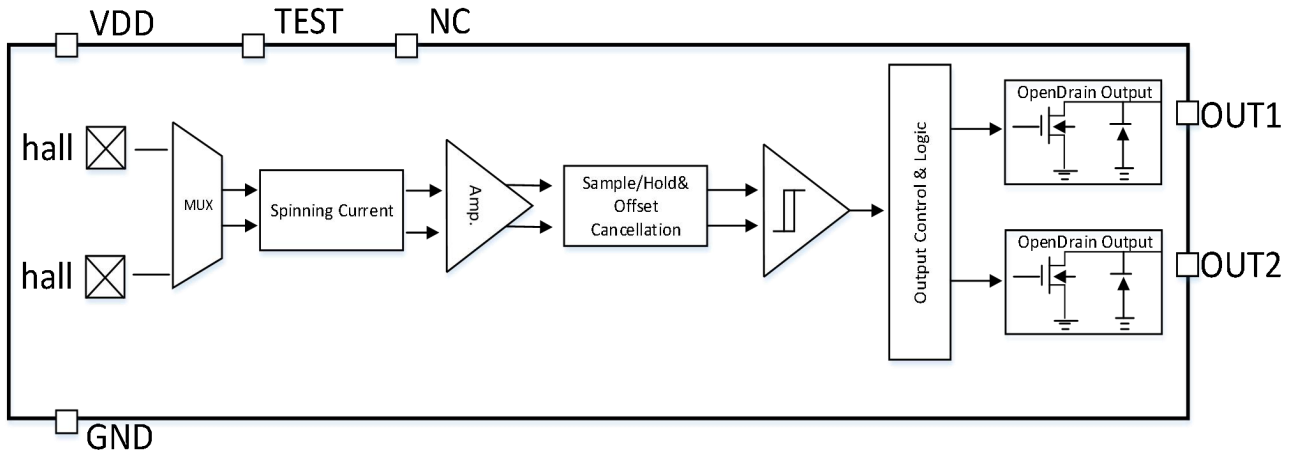 VDD
TEST
NC
hall
hall
MUX
Spinning Current
Amp.
Sample/Hold&
Offset
Cancellation
Output Control & Logic
OpenDrain Output
OUT1
OpenDrain Output
OUT2
GND